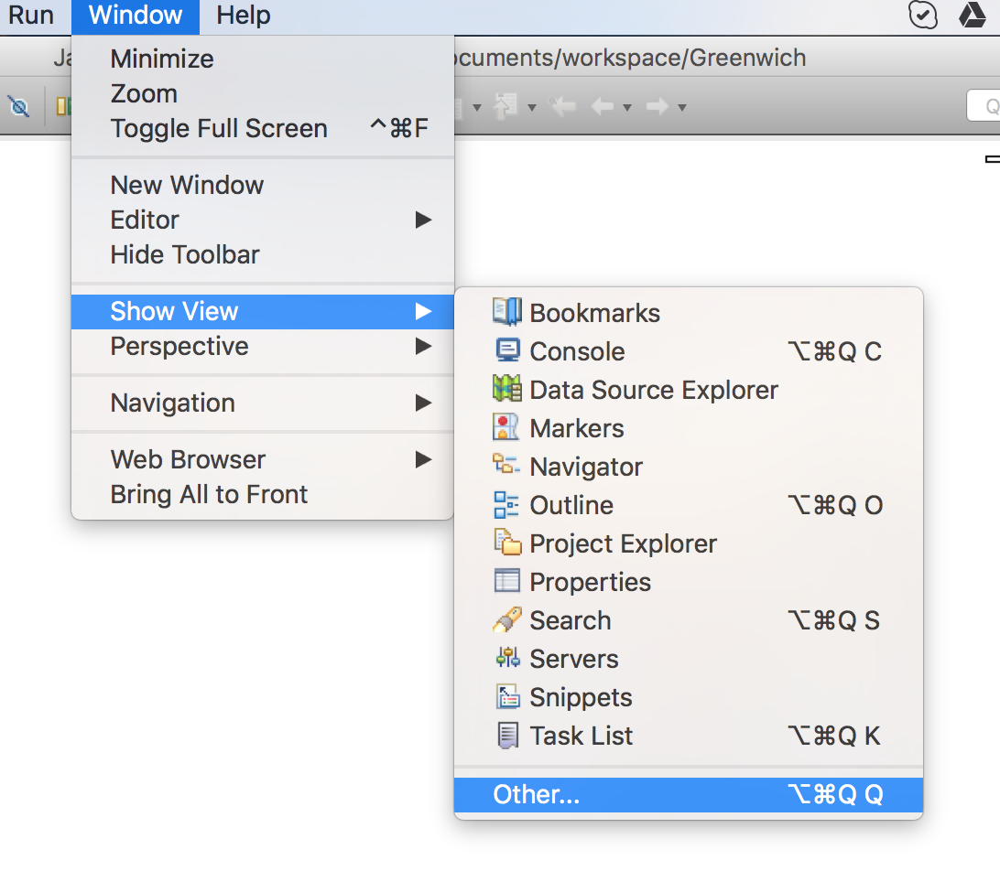 Run Window Help
Ja ocuments/workspace/Greenwich
Minimize
Zoom
Toggle Full Screen ^⌘F
New Window
Editor
Hide Toolbar
Show View
Perspective
Navigation
Web Browser
Bring All to Front
Bookmarks
Console ⌥⌘Q C
Data Source Explorer
Markers
Navigator
Outline ⌥⌘Q O
Project Explorer
Properties
Search ⌥⌘Q S
Servers
Snippets
Task List ⌥⌘Q K
Other... ⌥⌘Q Q